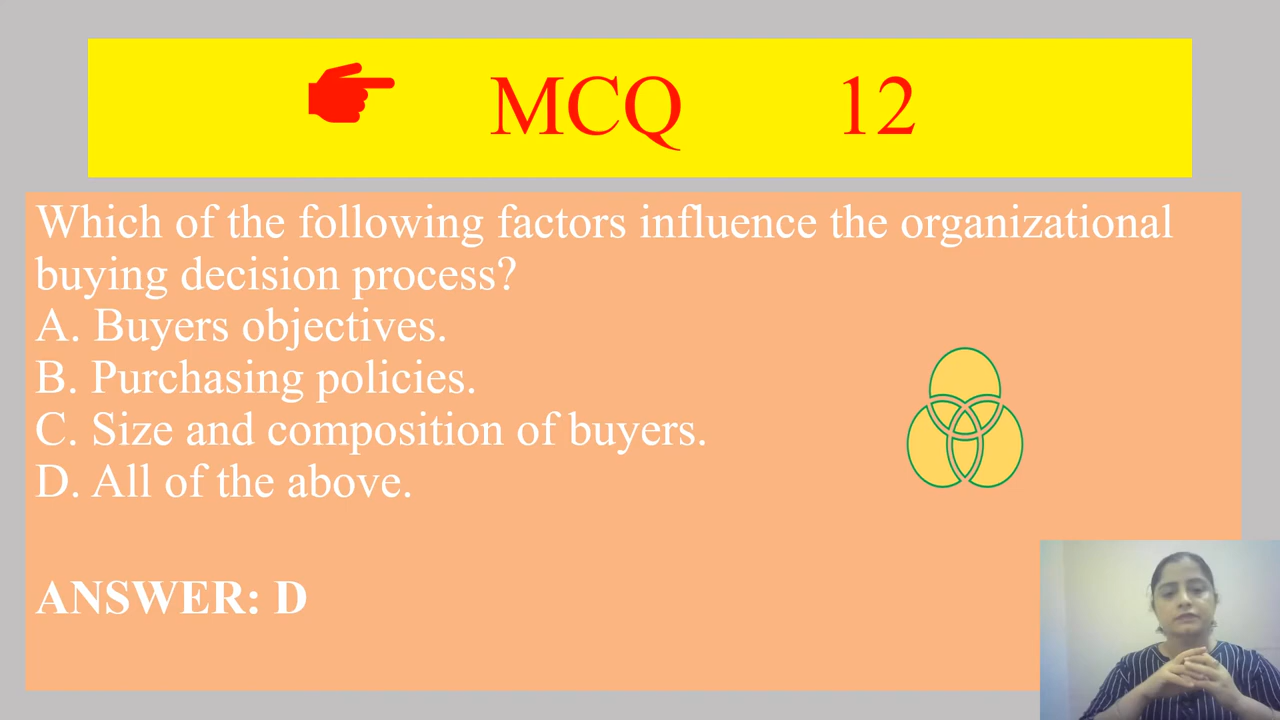 MCQ 12
Which of the following factors influence the organizational
buying decision process?
A. Buyers objectives.
B. Purchasing policies.
C. Size and composition of buyers.
D. All of the above.
ANSWER: D